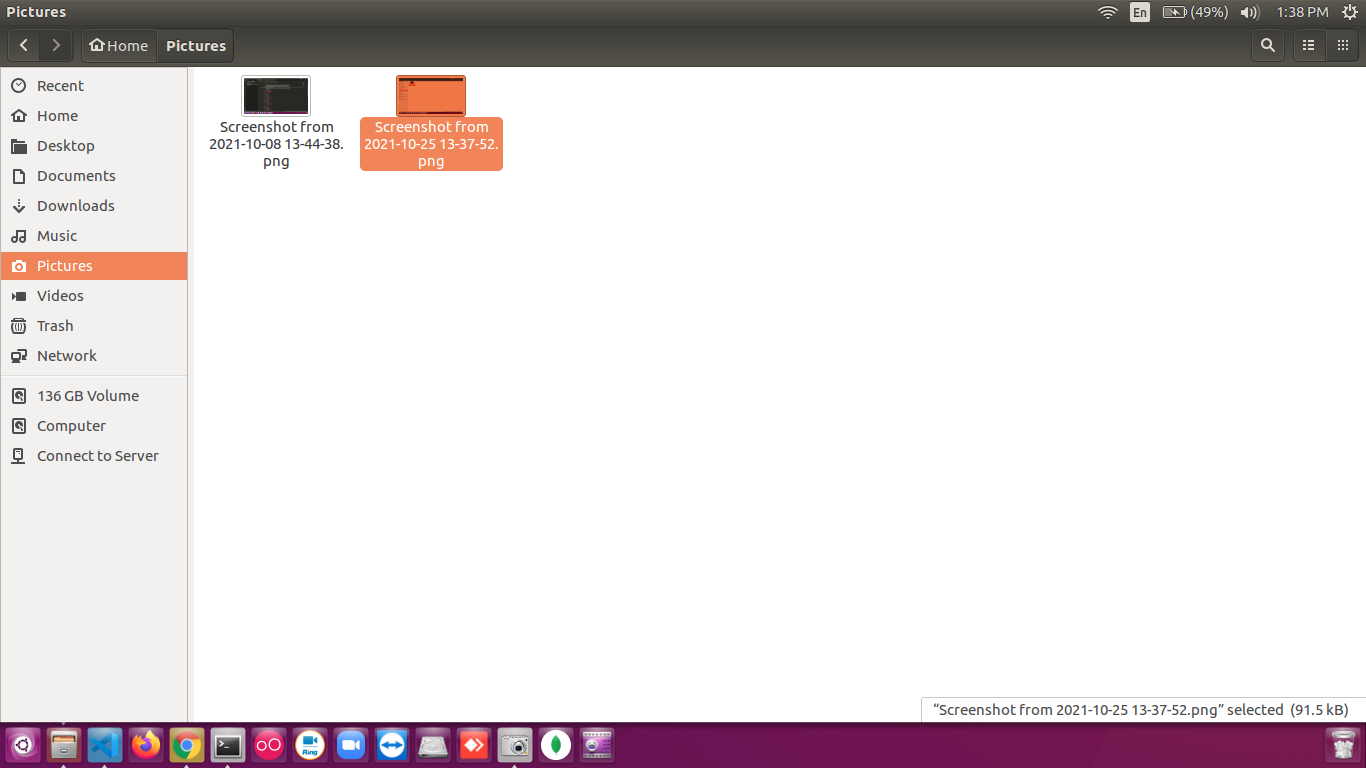 Pictures
En
(49%)
1:38 PM
Home
Pictures
Recent
Home
Desktop
Documents
Downloads
Music
Pictures
Videos
Trash
Network
136 GB Volume
Computer
Connect to Server
Screenshot from
2021-10-08 13-44-38.
png
Screenshot from
2021-10-25 13-37-52.
png
“Screenshot from 2021-10-25 13-37-52.png” selected (91.5 kB)
Ring